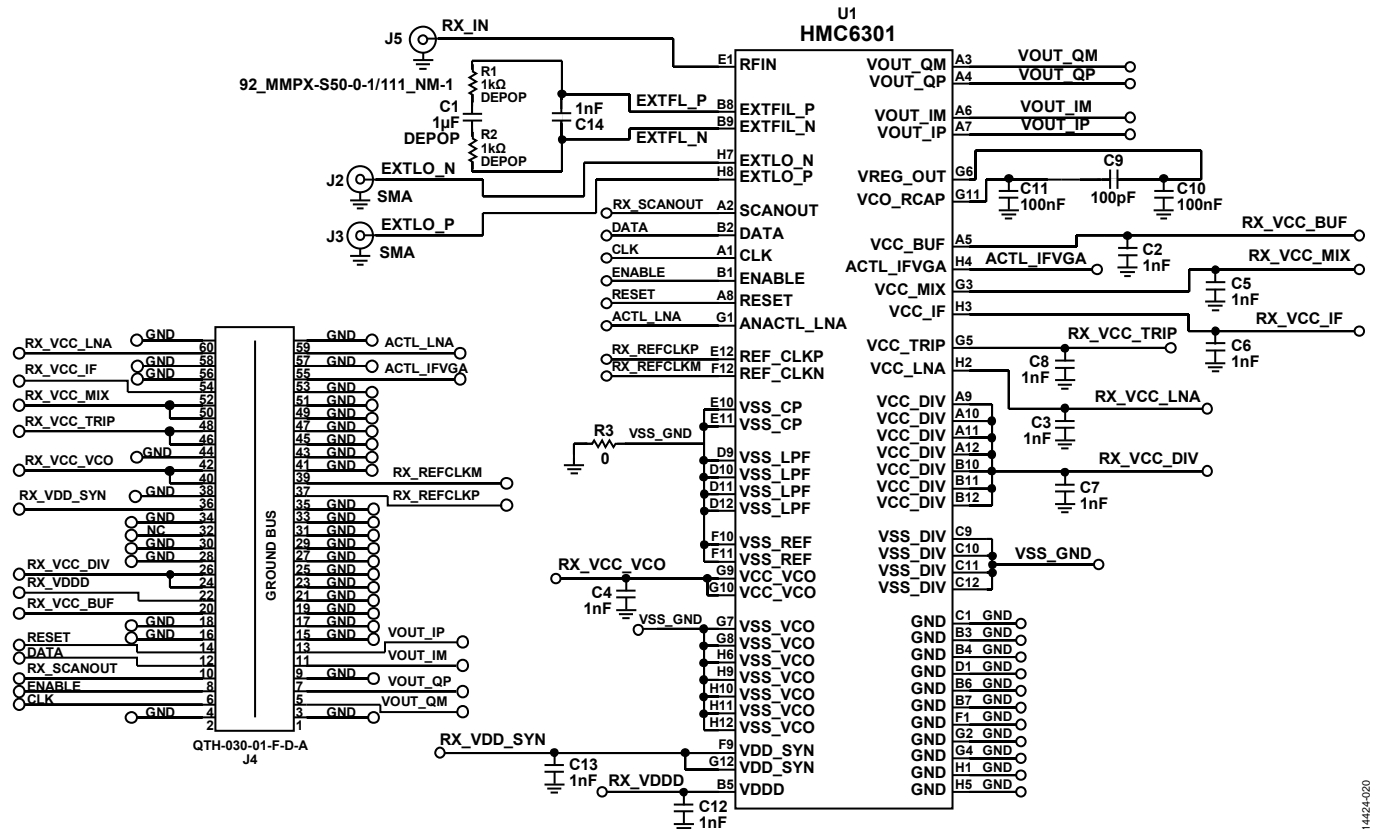 U1
HMC6301
J5
RX_IN
92_MMPX-S50-0-1/111_NM-1
R1
1kΩ
DEPOP
C1
1µF
DEPOP
R2
1kΩ
DEPOP
1nF
C14
EXTFL_P
EXTFL_N
J2
EXTLO_N
SMA
J3
EXTLO_P
SMA
RX_SCANOUT
DATA
CLK
ENABLE
RESET
ACTL_LNA
RX_REFCLKP
RX_REFCLKM
R3
0
VSS_GND
RX_VCC_VCO
C4
1nF
VSS_GND
RX_VDD_SYN
C13
1nF
RX_VDDD
C12
1nF
E1 RFIN
B8 EXTFIL_P
B9 EXTFIL_N
H7 EXTLO_N
H8 EXTLO_P
A2 SCANOUT
B2 DATA
A1 CLK
B1 ENABLE
A8 RESET
G1 ANACTL_LNA
E12 REF_CLKP
F12 REF_CLKN
E10 VSS_CP
E11 VSS_CP
D9 VSS_LPF
D10 VSS_LPF
D11 VSS_LPF
D12 VSS_LPF
F10 VSS_REF
F11 VSS_REF
G9 VCC_VCO
G10 VCC_VCO
G7 VSS_VCO
G8 VSS_VCO
H6 VSS_VCO
H9 VSS_VCO
H10 VSS_VCO
H11 VSS_VCO
H12 VSS_VCO
F9 VDD_SYN
G12 VDD_SYN
B5 VDDD
VOUT_QM A3 VOUT_QM
VOUT_QP A4 VOUT_QP
VOUT_IM A6 VOUT_IM
VOUT_IP A7 VOUT_IP
VREG_OUT G6
VCO_RCAP G11
C11
100nF
C9
100pF
C10
100nF
VCC_BUF A5 RX_VCC_BUF
C2
1nF
ACTL_IFVGA H4 ACTL_IFVGA
VCC_MIX G3 RX_VCC_MIX
C5
1nF
VCC_IF H3 RX_VCC_IF
C6
1nF
VCC_TRIP G5 RX_VCC_TRIP
C8
1nF
VCC_LNA H2 RX_VCC_LNA
C3
1nF
VCC_DIV A9
VCC_DIV A10
VCC_DIV A11
VCC_DIV A12
VCC_DIV B10 RX_VCC_DIV
VCC_DIV B11
VCC_DIV B12
C7
1nF
VSS_DIV C9
VSS_DIV C10
VSS_DIV C11
VSS_DIV C12
VSS_GND
GND C1 GND
GND B3 GND
GND B4 GND
GND D1 GND
GND B6 GND
GND B7 GND
GND F1 GND
GND G2 GND
GND G4 GND
GND H1 GND
GND H5 GND
GND
RX_VCC_LNA 60
GND 58
GND 56
RX_VCC_IF 54
52
RX_VCC_MIX 50
48
RX_VCC_TRIP 46
GND 44
42
RX_VCC_VCO 40
GND 38
RX_VDD_SYN 36
GND 34
NC 32
GND 30
GND 28
26
RX_VCC_DIV 24
RX_VDDD 22
RX_VCC_BUF 20
GND 18
GND 16
RESET 14
DATA 12
RX_SCANOUT 10
ENABLE 8
CLK 6
GND 4
2
GROUND BUS
GND
59 ACTL_LNA
57 GND
55 ACTL_IFVGA
53 GND
51 GND
49 GND
47 GND
45 GND
43 GND
41 GND
39 RX_REFCLKM
37 RX_REFCLKP
35 GND
33 GND
31 GND
29 GND
27 GND
25 GND
23 GND
21 GND
19 GND
17 GND
15 GND
13 VOUT_IP
11 VOUT_IM
9 GND
7 VOUT_QP
5 VOUT_QM
3 GND
1
QTH-030-01-F-D-A
J4
14424-020